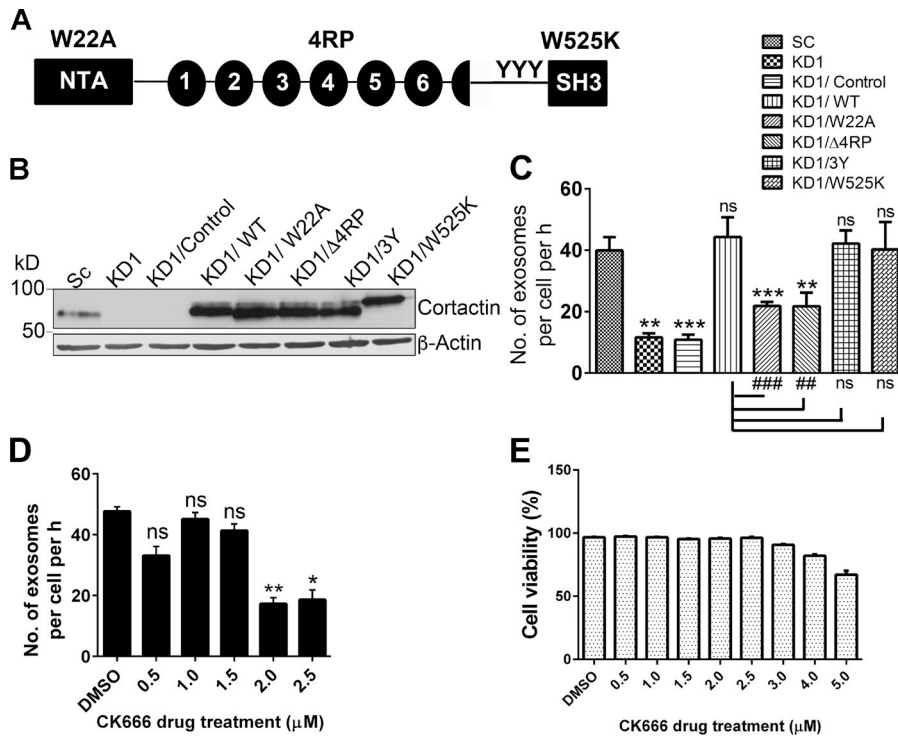 A
W22A 4RP W525K
NTA 1 2 3 4 5 6 YYY SH3
SC
KD1
KD1/ Control
KD1/ WT
KD1/W22A
KD1/Δ4RP
KD1/3Y
KD1/W525K
B
kD
Sc KD1 KD1/Control KD1/ WT KD1/ W22A KD1/Δ4RP KD1/3Y KD1/W525K
100
50
Cortactin
β-Actin
C
No. of exosomes
per cell per h
60
40
20
0
** *** ns *** ** ns ns
### ## ns ns
D
No. of exosomes
per cell per h
60
40
20
0
ns ns ns ** *
DMSO 0.5 1.0 1.5 2.0 2.5
CK666 drug treatment (μM)
E
Cell viability (%)
150
100
50
0
DMSO 0.5 1.0 1.5 2.0 2.5 3.0 4.0 5.0
CK666 drug treatment (μM)